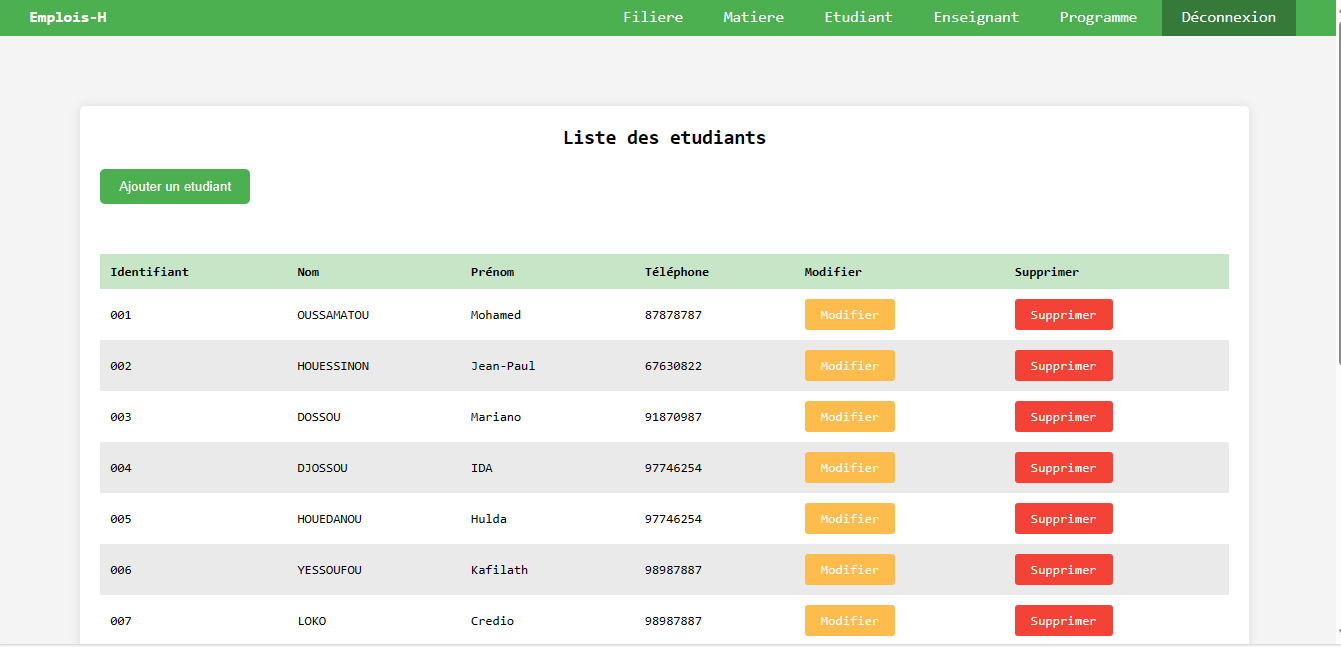 Emplois-H Filiere Matiere Etudiant Enseignant Programme Déconnexion
Liste des etudiants
Ajouter un etudiant
Identifiant Nom Prénom Téléphone Modifier Supprimer
001 OUSSAMATOU Mohamed 87878787 Modifier Supprimer
002 HOUESSINON Jean-Paul 67630822 Modifier Supprimer
003 DOSSOU Mariano 91870987 Modifier Supprimer
004 DJOSSOU IDA 97746254 Modifier Supprimer
005 HOUEDANOU Hulda 97746254 Modifier Supprimer
006 YESSOUFOU Kafilath 98987887 Modifier Supprimer
007 LOKO Credio 98987887 Modifier Supprimer